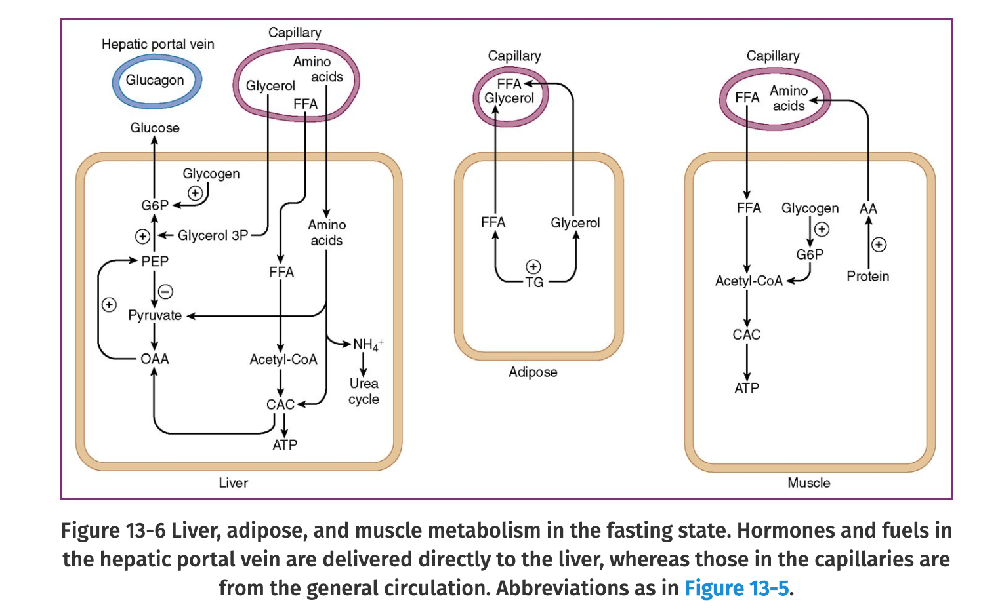 Hepatic portal vein
Glucagon
Capillary
Amino
acids
Glycerol
FFA
Glucose
Glycogen
+
G6P
+
Glycerol 3P
Amino
acids
PEP
FFA
−
+
Pyruvate
NH₄⁺
OAA
Acetyl-CoA
Urea
cycle
CAC
ATP
Liver
Capillary
FFA
Glycerol
FFA
Glycerol
+
TG
Adipose
Capillary
FFA
Amino
acids
FFA
Glycogen
AA
+
+
G6P
Acetyl-CoA
Protein
CAC
ATP
Muscle
Figure 13-6 Liver, adipose, and muscle metabolism in the fasting state. Hormones and fuels in
the hepatic portal vein are delivered directly to the liver, whereas those in the capillaries are
from the general circulation. Abbreviations as in Figure 13-5.